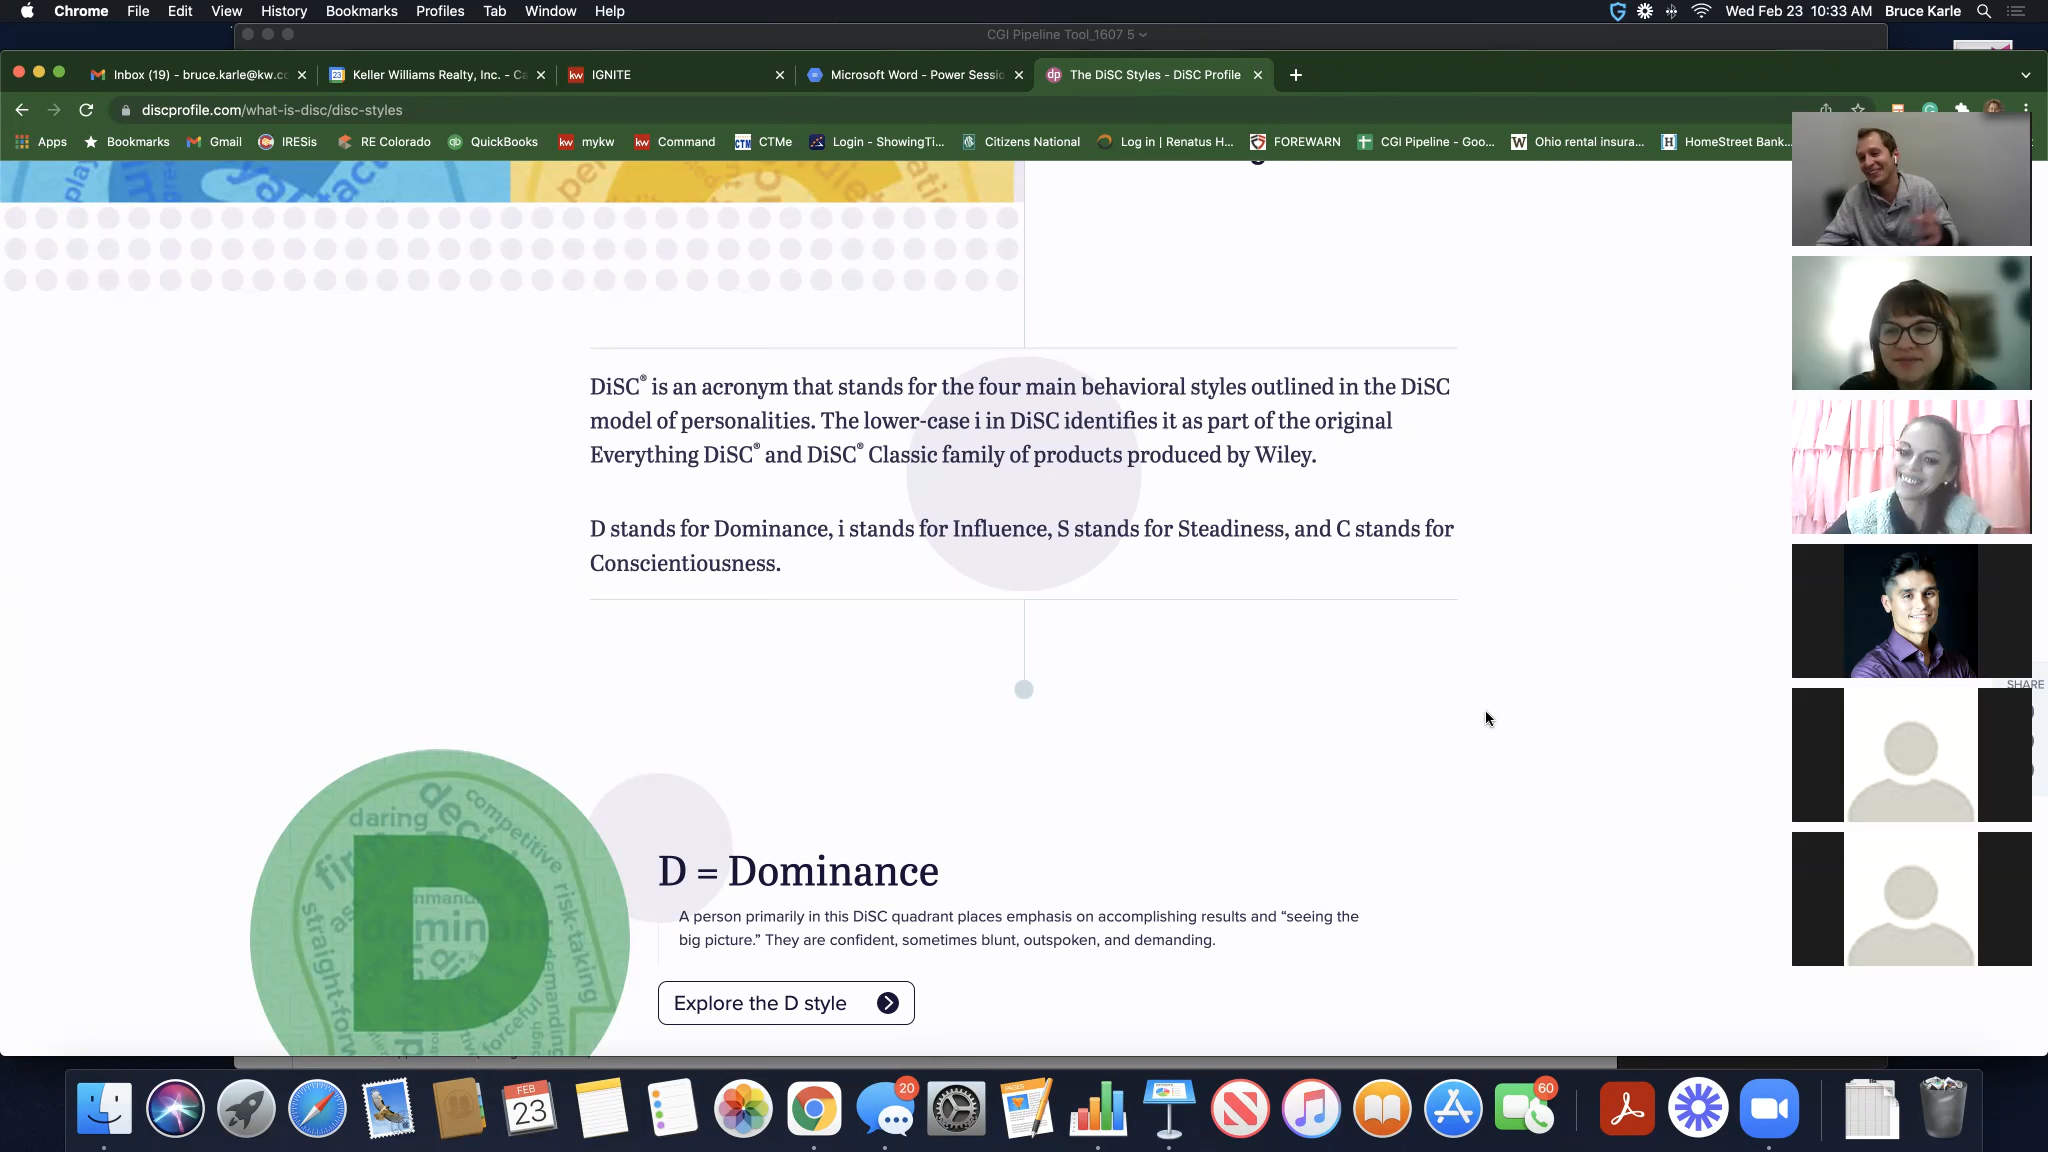 Chrome File Edit View History Bookmarks Profiles Tab Window Help
Wed Feb 23 10:33 AM Bruce Karle
CGI Pipeline Tool_1607 5
Inbox (19) - bruce.karle@kw.c
Keller Williams Realty, Inc. - Ca
IGNITE
Microsoft Word - Power Sessio
The DiSC Styles - DiSC Profile
discprofile.com/what-is-disc/disc-styles
Apps Bookmarks Gmail IRESis RE Colorado QuickBooks mykw Command CTMe Login - ShowingTi... Citizens National Log in | Renatus H... FOREWARN CGI Pipeline - Goo... Ohio rental insura... HomeStreet Bank...
DiSC® is an acronym that stands for the four main behavioral styles outlined in the DiSC
model of personalities. The lower-case i in DiSC identifies it as part of the original
Everything DiSC® and DiSC® Classic family of products produced by Wiley.
D stands for Dominance, i stands for Influence, S stands for Steadiness, and C stands for
Conscientiousness.
SHARE
daring
competitive
risk-taking
demanding
forceful
straight-forw
dominan
D
D = Dominance
A person primarily in this DiSC quadrant places emphasis on accomplishing results and “seeing the
big picture.” They are confident, sometimes blunt, outspoken, and demanding.
Explore the D style
FEB
23
20
PAGES
60